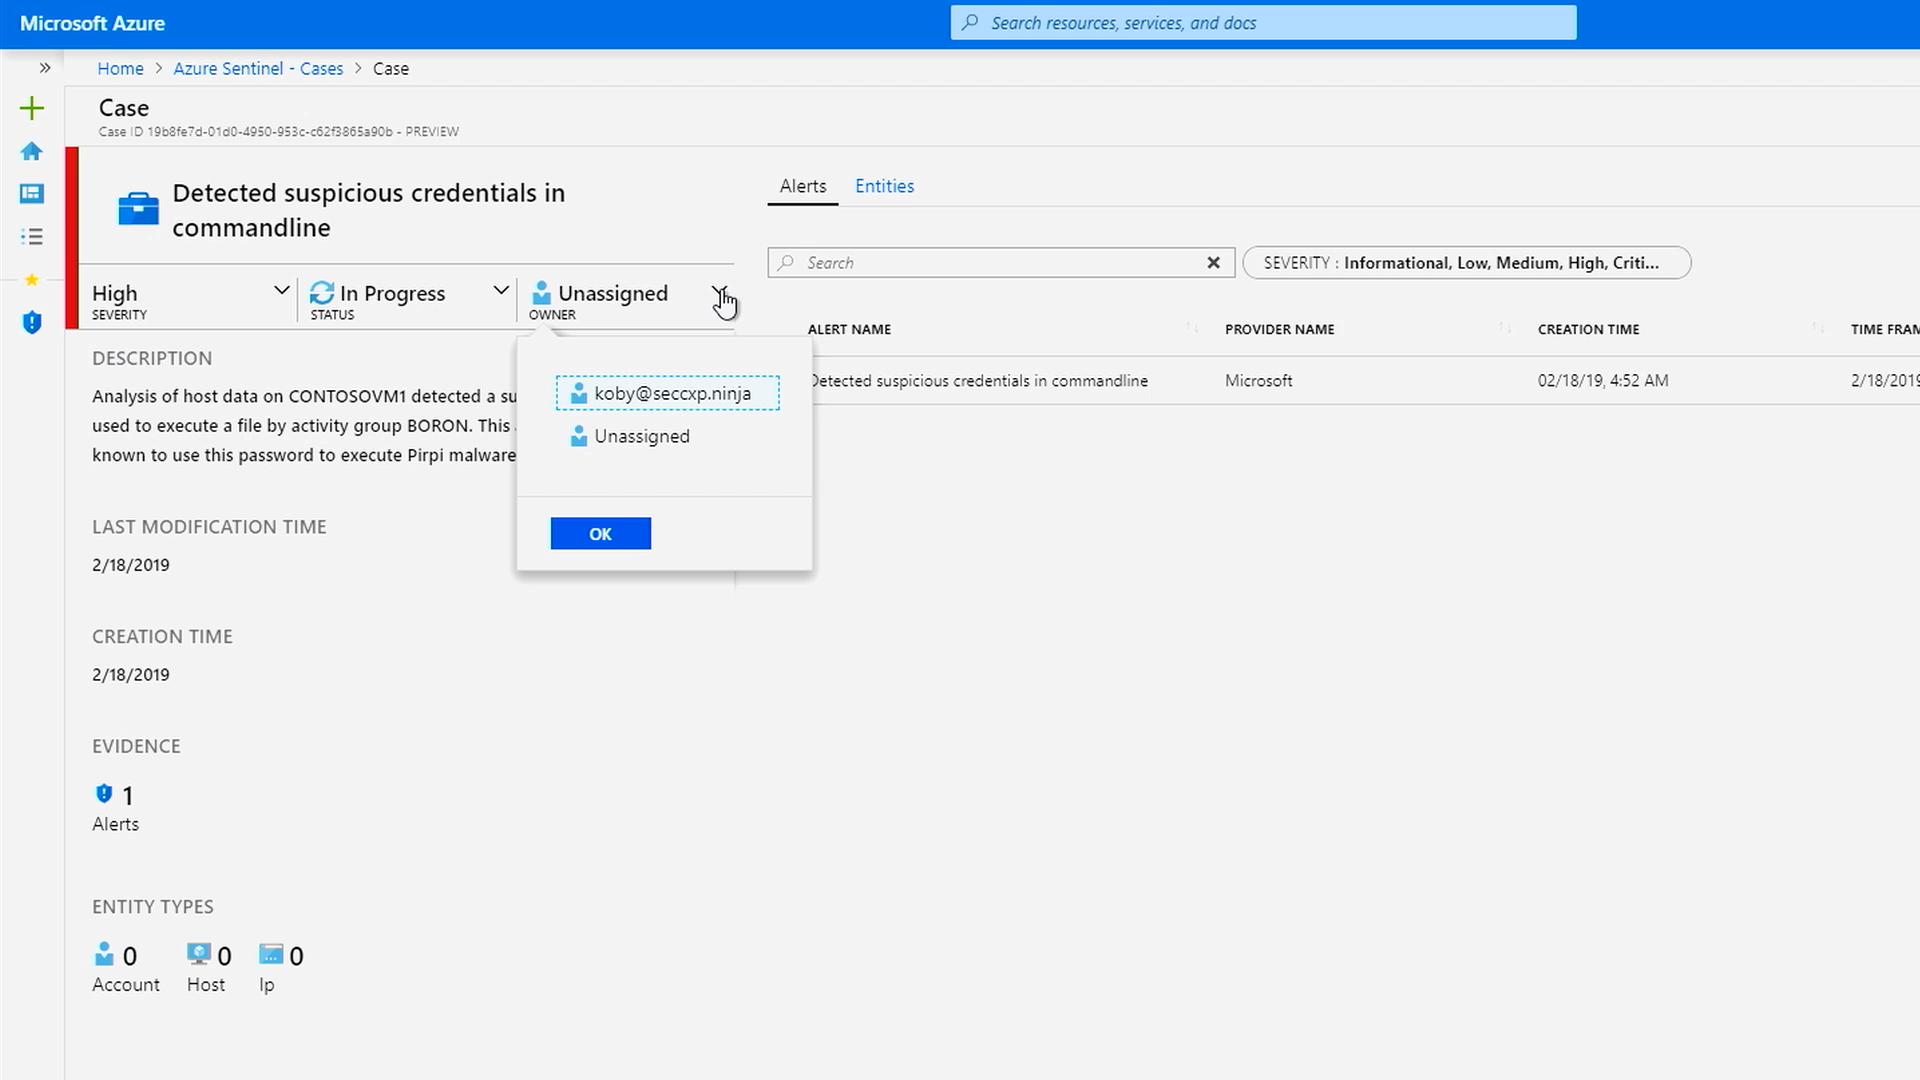 Microsoft Azure
Search resources, services, and docs
Home > Azure Sentinel - Cases > Case
Case
Case ID 19b8fe7d-01d0-4950-953c-c62f3865a90b - PREVIEW
Detected suspicious credentials in
commandline
High
SEVERITY
In Progress
STATUS
Unassigned
OWNER
koby@seccxp.ninja
Unassigned
OK
DESCRIPTION
Analysis of host data on CONTOSOVM1 detected a su
used to execute a file by activity group BORON. This
known to use this password to execute Pirpi malware
LAST MODIFICATION TIME
2/18/2019
CREATION TIME
2/18/2019
EVIDENCE
1
Alerts
ENTITY TYPES
0 0 0
Account Host Ip
Alerts Entities
Search
SEVERITY : Informational, Low, Medium, High, Criti...
ALERT NAME PROVIDER NAME CREATION TIME TIME FRAM
Detected suspicious credentials in commandline Microsoft 02/18/19, 4:52 AM 2/18/2019